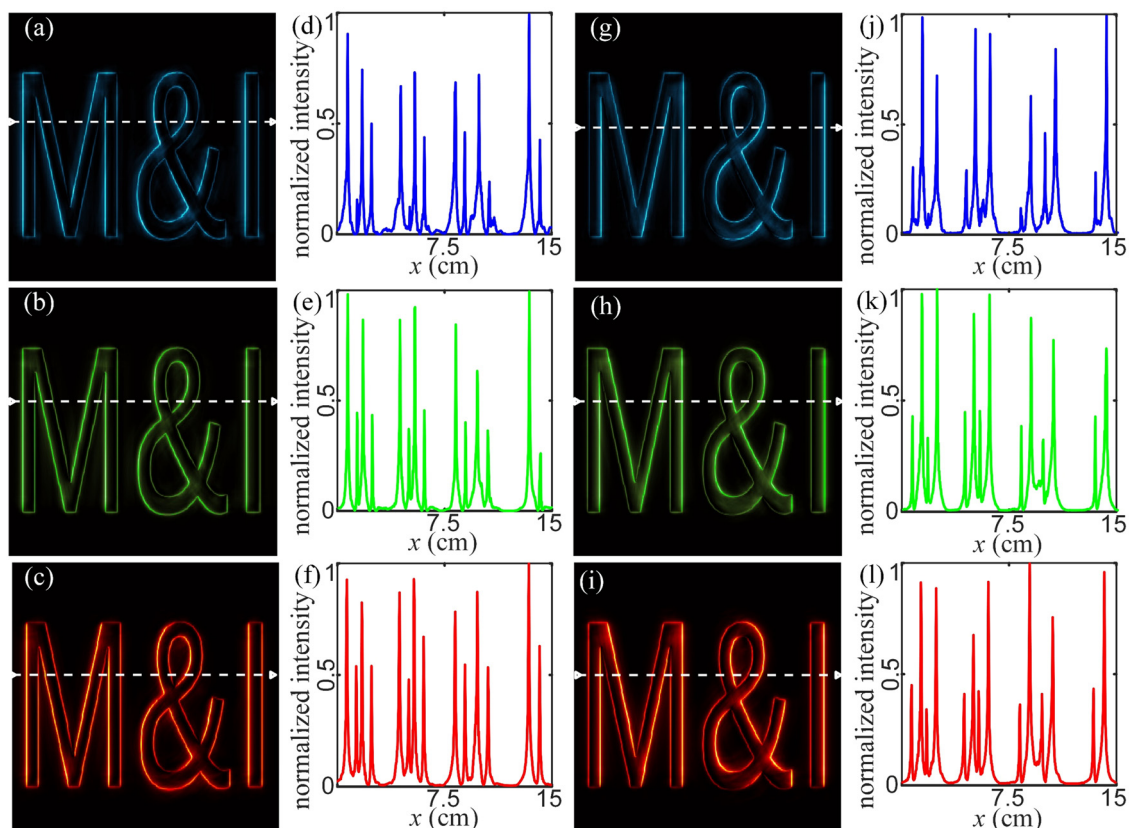 (a)
M&I
(d)
normalized intensity
1
0.5
0
7.5
15
x (cm)
(g)
M&I
(j)
normalized intensity
1
0.5
0
7.5
15
x (cm)
(b)
M&I
(e)
normalized intensity
1
0.5
0
7.5
15
x (cm)
(h)
M&I
(k)
normalized intensity
1
0.5
0
7.5
15
x (cm)
(c)
M&I
(f)
normalized intensity
1
0.5
0
7.5
15
x (cm)
(i)
M&I
(l)
normalized intensity
1
0.5
0
7.5
15
x (cm)